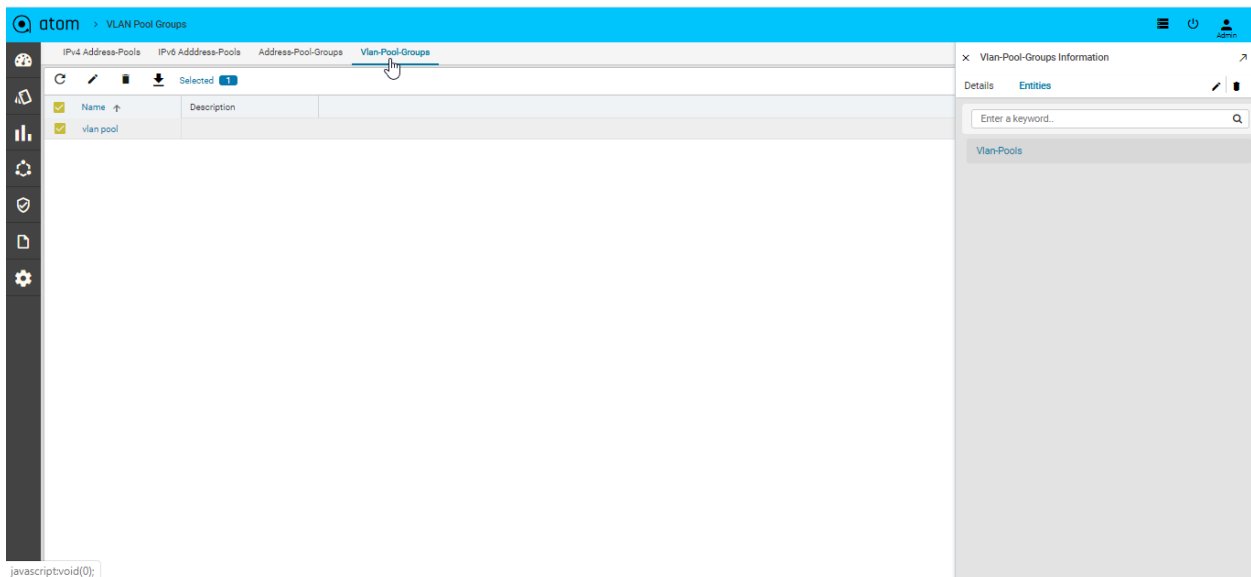 atom > VLAN Pool Groups
Admin
IPv4 Address-Pools IPv6 Adddress-Pools Address-Pool-Groups Vlan-Pool-Groups
Selected 1
Name Description
vlan pool
Vlan-Pool-Groups Information
Details Entities
Enter a keyword..
Vlan-Pools
javascript:void(0);